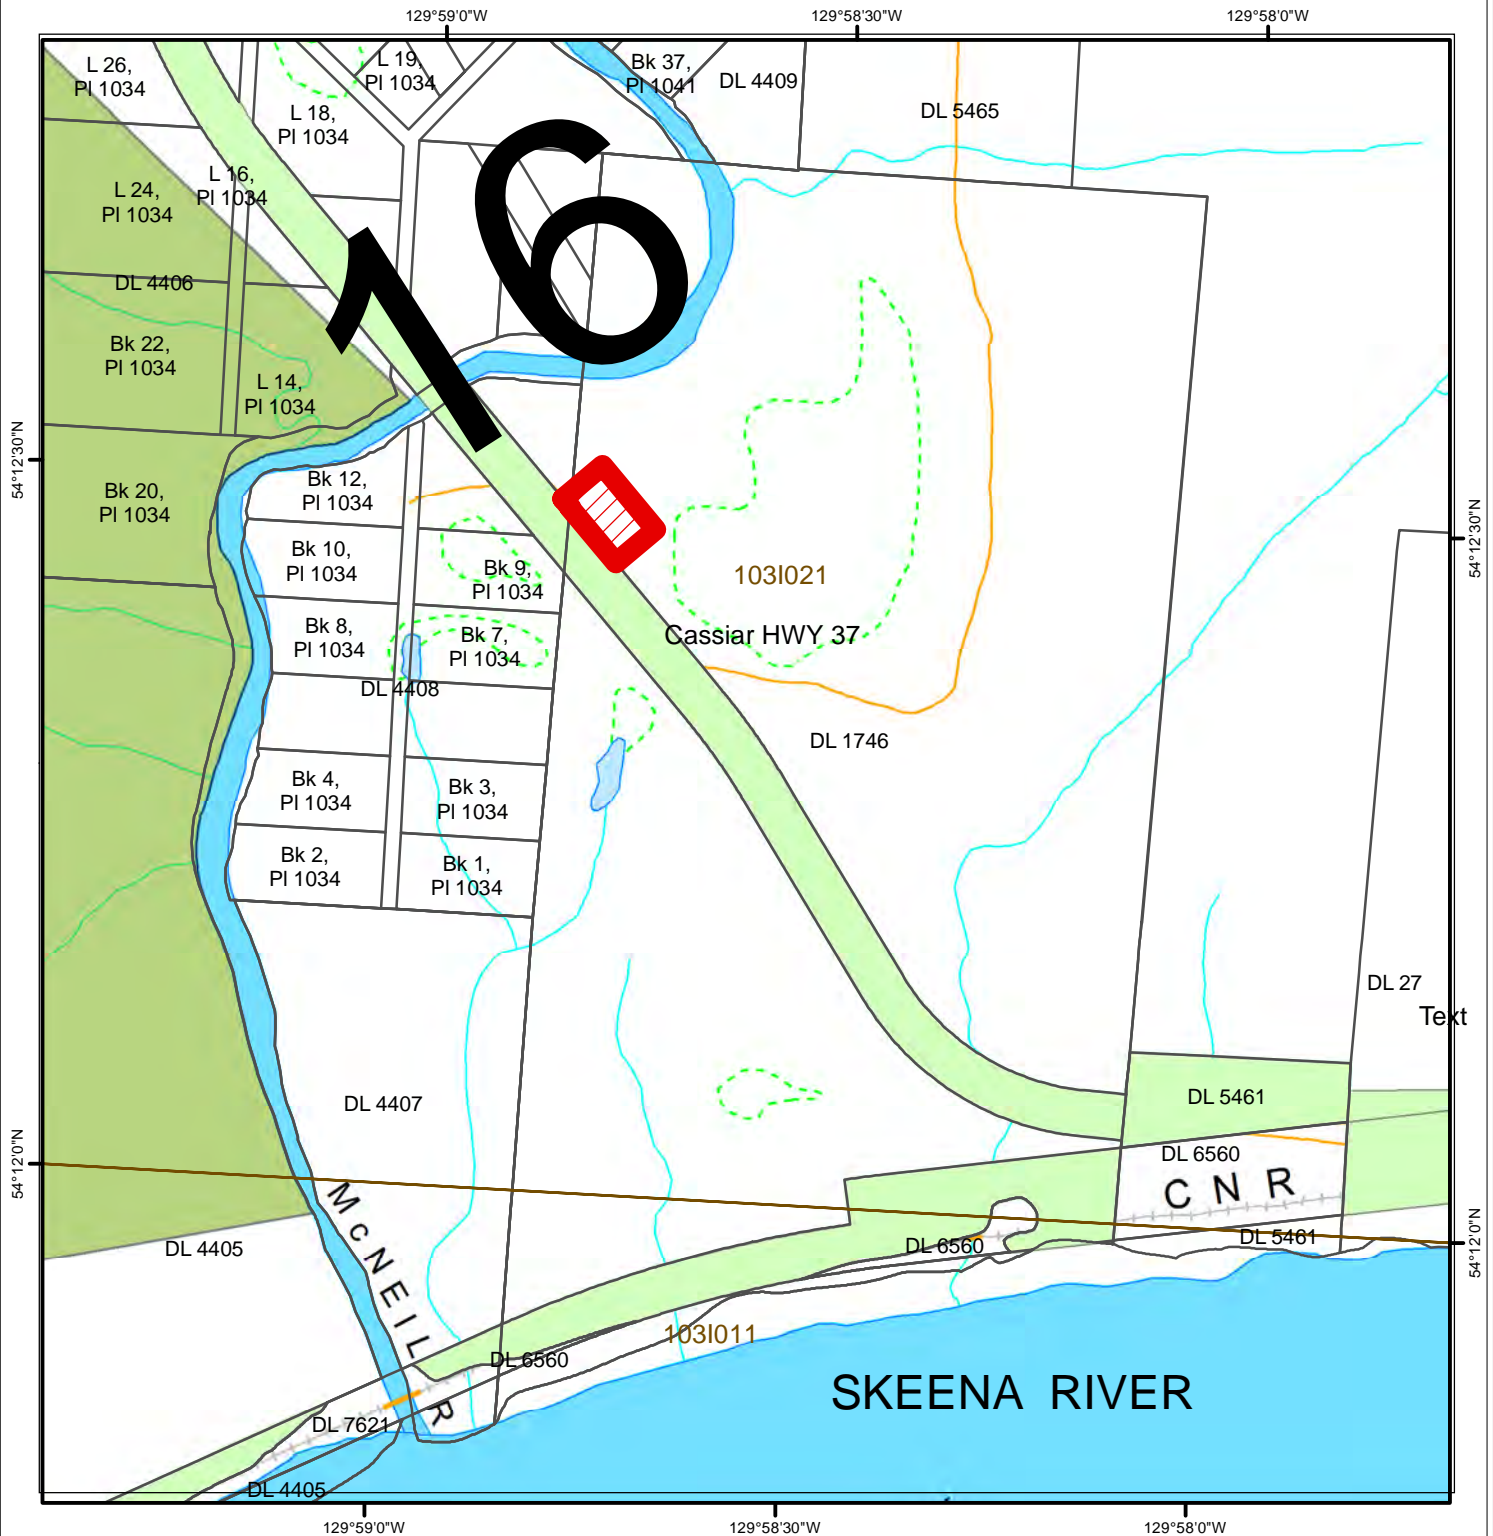 129°59'0"W
129°58'30"W
129°58'0"W
L 26,
Pl 1034
L 19,
Pl 1034
L 18,
Pl 1034
Bk 37,
Pl 1041
DL 4409
DL 5465
L 24,
Pl 1034
L 16,
Pl 1034
16
DL 4406
Bk 22,
Pl 1034
L 14,
Pl 1034
54°12'30"N
Bk 20,
Pl 1034
Bk 12,
Pl 1034
54°12'30"N
Bk 10,
Pl 1034
Bk 9,
Pl 1034
103I021
Bk 8,
Pl 1034
Bk 7,
Pl 1034
Cassiar HWY 37
DL 4408
DL 1746
Bk 4,
Pl 1034
Bk 3,
Pl 1034
Bk 2,
Pl 1034
Bk 1,
Pl 1034
DL 27
Text
DL 4407
DL 5461
54°12'0"N
DL 6560
CNR
McNEIL R
DL 4405
DL 6560
DL 5461
54°12'0"N
103I011
DL 6560
SKEENA RIVER
DL 7621
DL 4405
129°59'0"W
129°58'30"W
129°58'0"W